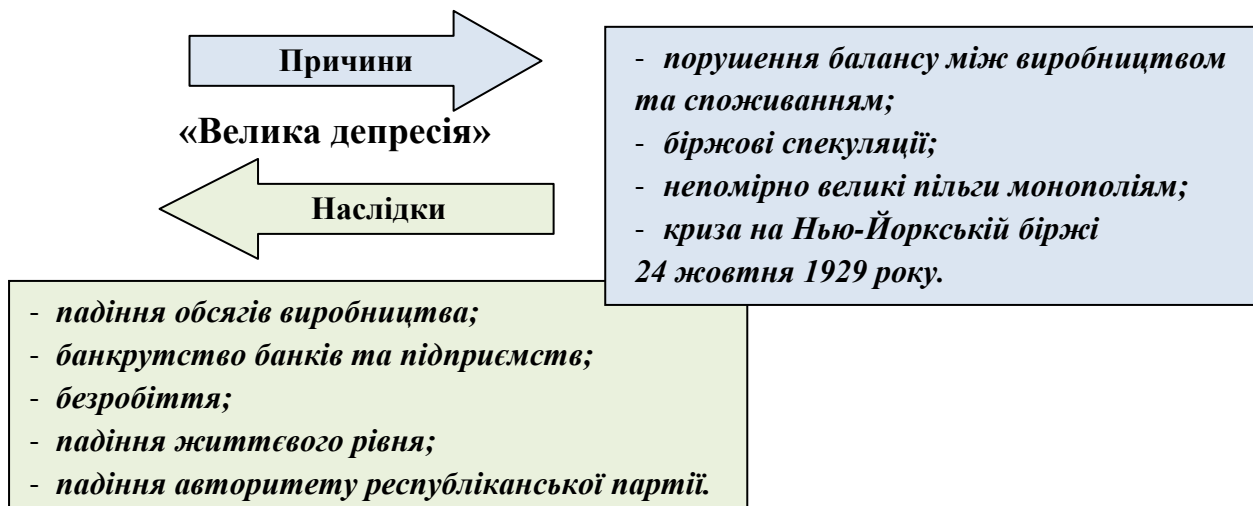 Причини
«Велика депресія»
Наслідки
- порушення балансу між виробництвом
та споживанням;
- біржові спекуляції;
- непомірно великі пільги монополіям;
- криза на Нью-Йоркській біржі
24 жовтня 1929 року.
- падіння обсягів виробництва;
- банкрутство банків та підприємств;
- безробіття;
- падіння життєвого рівня;
- падіння авторитету республіканської партії.